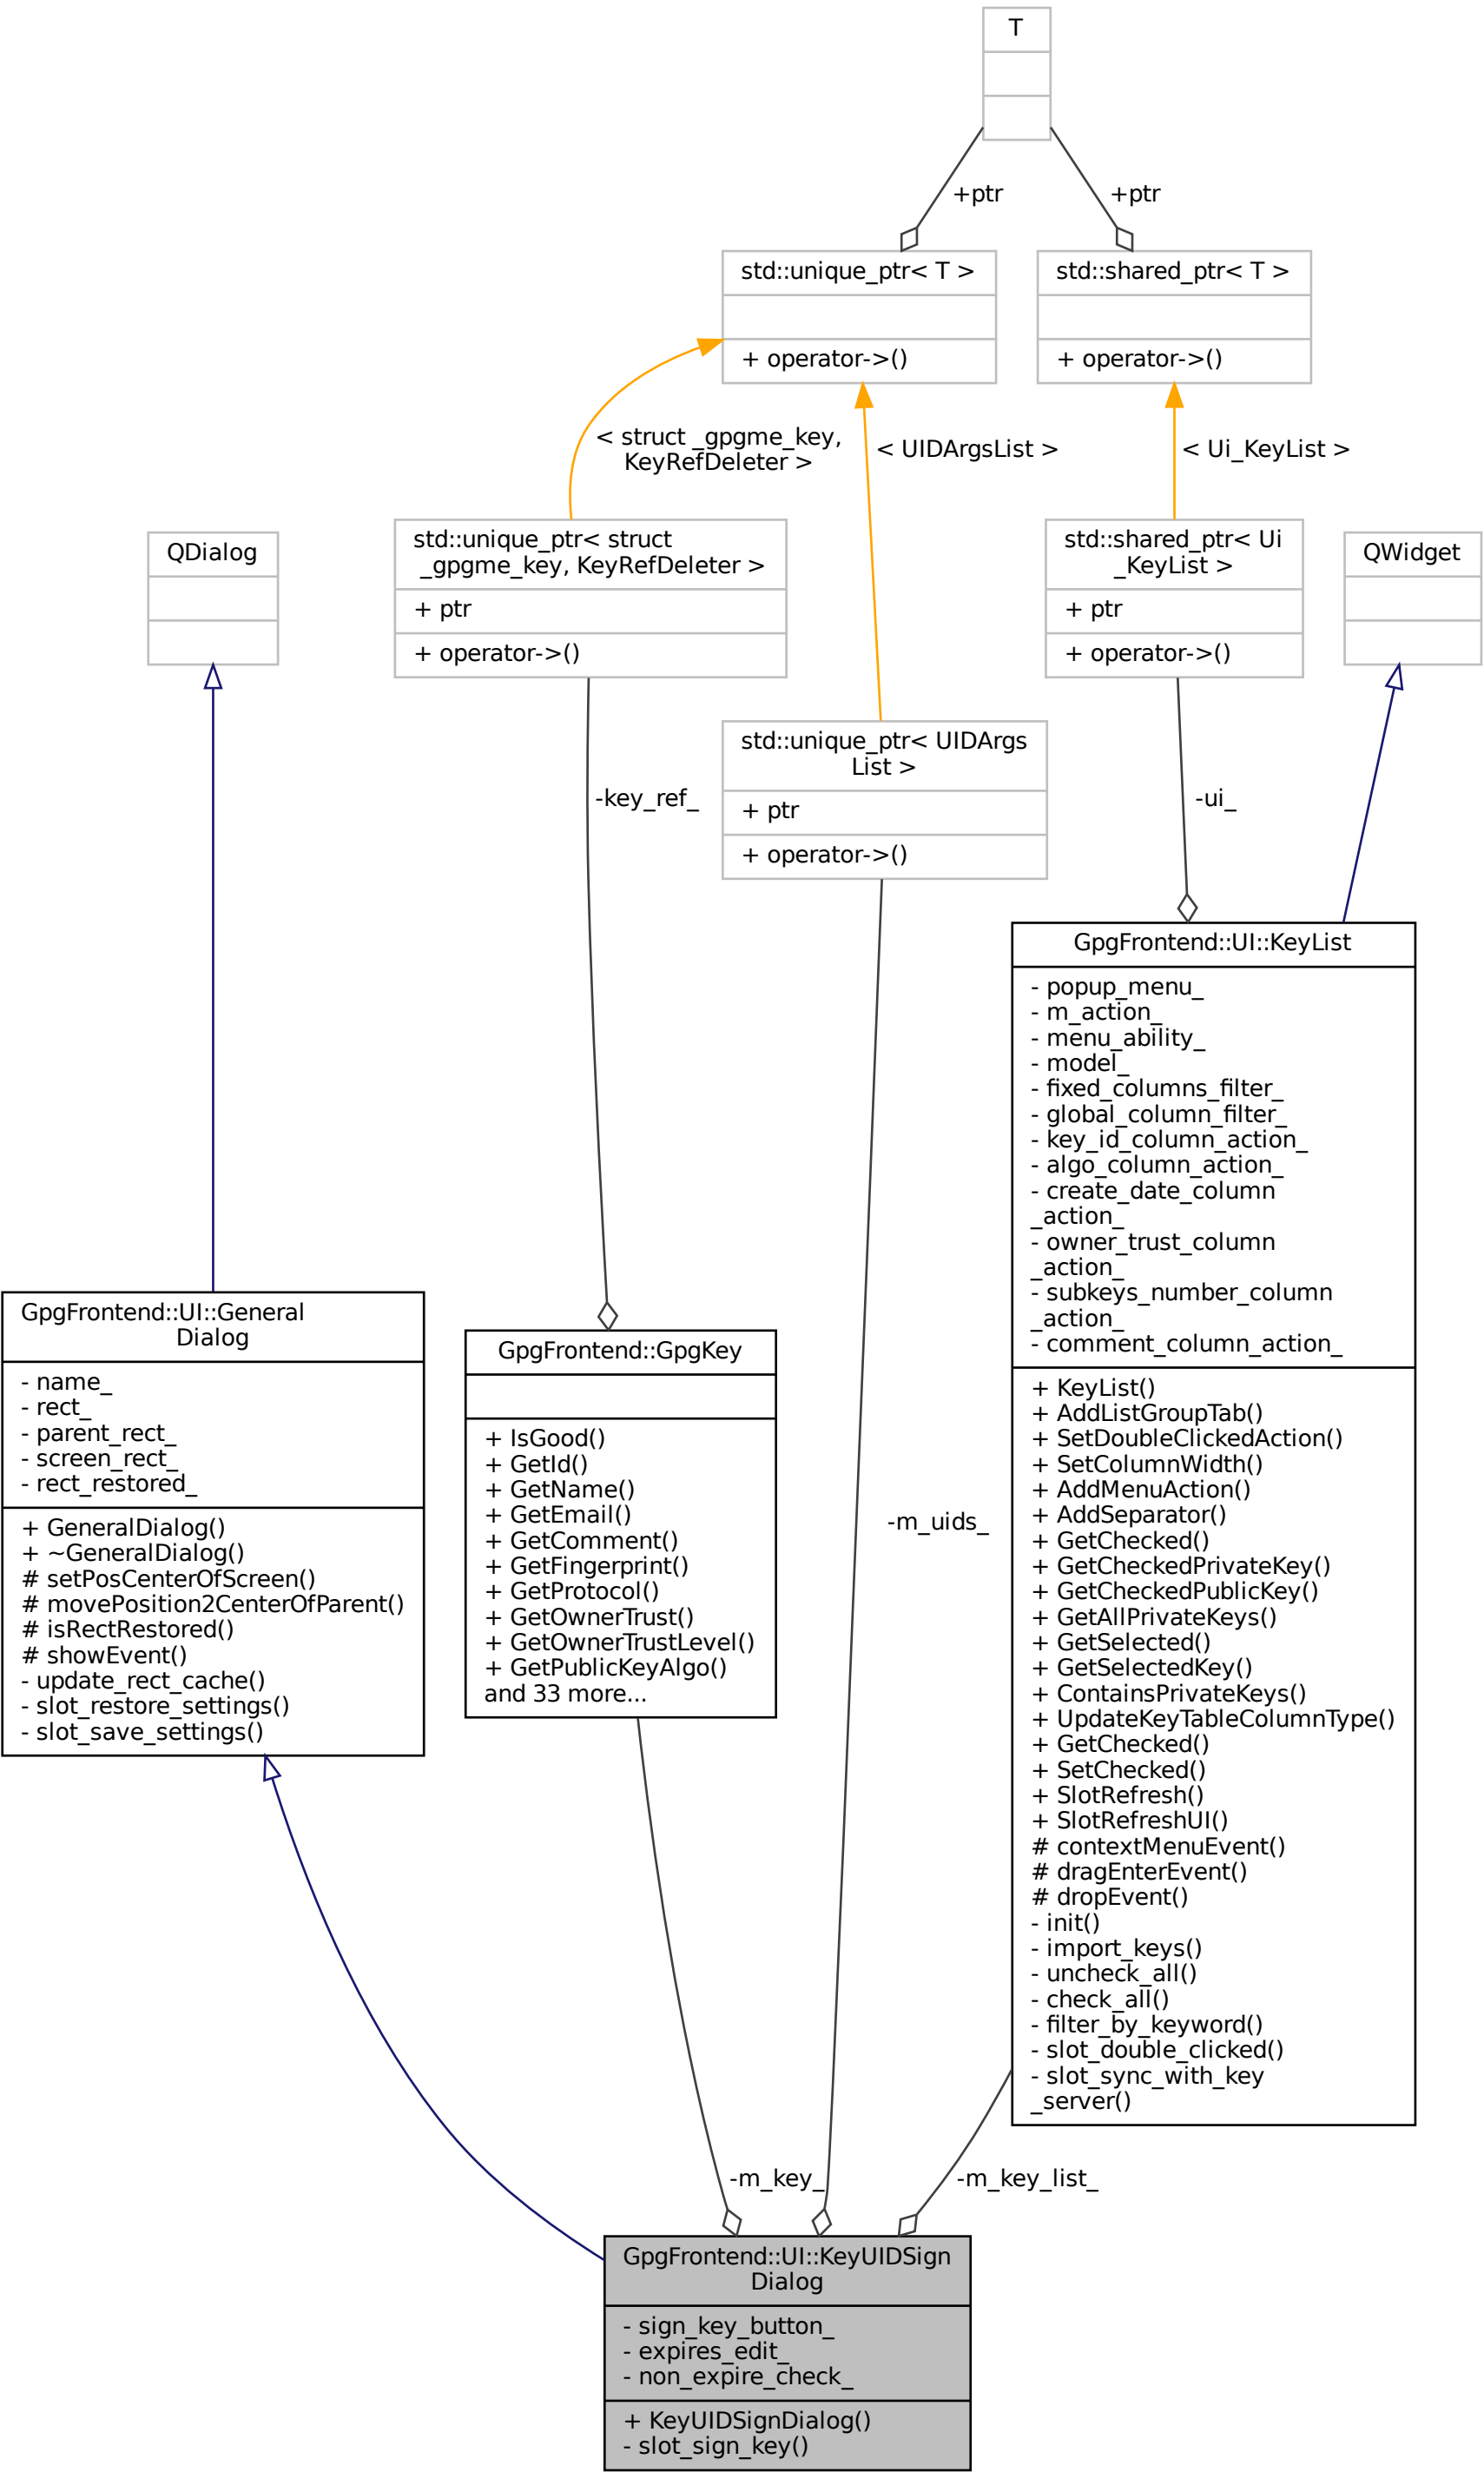 T
+ptr
+ptr
std::unique_ptr< T >
+ operator->()
std::shared_ptr< T >
+ operator->()
< struct _gpgme_key,
KeyRefDeleter >
< UIDArgsList >
< Ui_KeyList >
QDialog
std::unique_ptr< struct
_gpgme_key, KeyRefDeleter >
+ ptr
+ operator->()
std::shared_ptr< Ui
_KeyList >
+ ptr
+ operator->()
QWidget
std::unique_ptr< UIDArgs
List >
+ ptr
+ operator->()
-key_ref_
-ui_
GpgFrontend::UI::KeyList
- popup_menu_
- m_action_
- menu_ability_
- model_
- fixed_columns_filter_
- global_column_filter_
- key_id_column_action_
- algo_column_action_
- create_date_column
_action_
- owner_trust_column
_action_
- subkeys_number_column
_action_
- comment_column_action_
+ KeyList()
+ AddListGroupTab()
+ SetDoubleClickedAction()
+ SetColumnWidth()
+ AddMenuAction()
+ AddSeparator()
+ GetChecked()
+ GetCheckedPrivateKey()
+ GetCheckedPublicKey()
+ GetAllPrivateKeys()
+ GetSelected()
+ GetSelectedKey()
+ ContainsPrivateKeys()
+ UpdateKeyTableColumnType()
+ GetChecked()
+ SetChecked()
+ SlotRefresh()
+ SlotRefreshUI()
# contextMenuEvent()
# dragEnterEvent()
# dropEvent()
- init()
- import_keys()
- uncheck_all()
- check_all()
- filter_by_keyword()
- slot_double_clicked()
- slot_sync_with_key
_server()
GpgFrontend::UI::General
Dialog
- name_
- rect_
- parent_rect_
- screen_rect_
- rect_restored_
+ GeneralDialog()
+ ~GeneralDialog()
# setPosCenterOfScreen()
# movePosition2CenterOfParent()
# isRectRestored()
# showEvent()
- update_rect_cache()
- slot_restore_settings()
- slot_save_settings()
GpgFrontend::GpgKey
+ IsGood()
+ GetId()
+ GetName()
+ GetEmail()
+ GetComment()
+ GetFingerprint()
+ GetProtocol()
+ GetOwnerTrust()
+ GetOwnerTrustLevel()
+ GetPublicKeyAlgo()
and 33 more...
-m_uids_
-m_key_
-m_key_list_
GpgFrontend::UI::KeyUIDSign
Dialog
- sign_key_button_
- expires_edit_
- non_expire_check_
+ KeyUIDSignDialog()
- slot_sign_key()